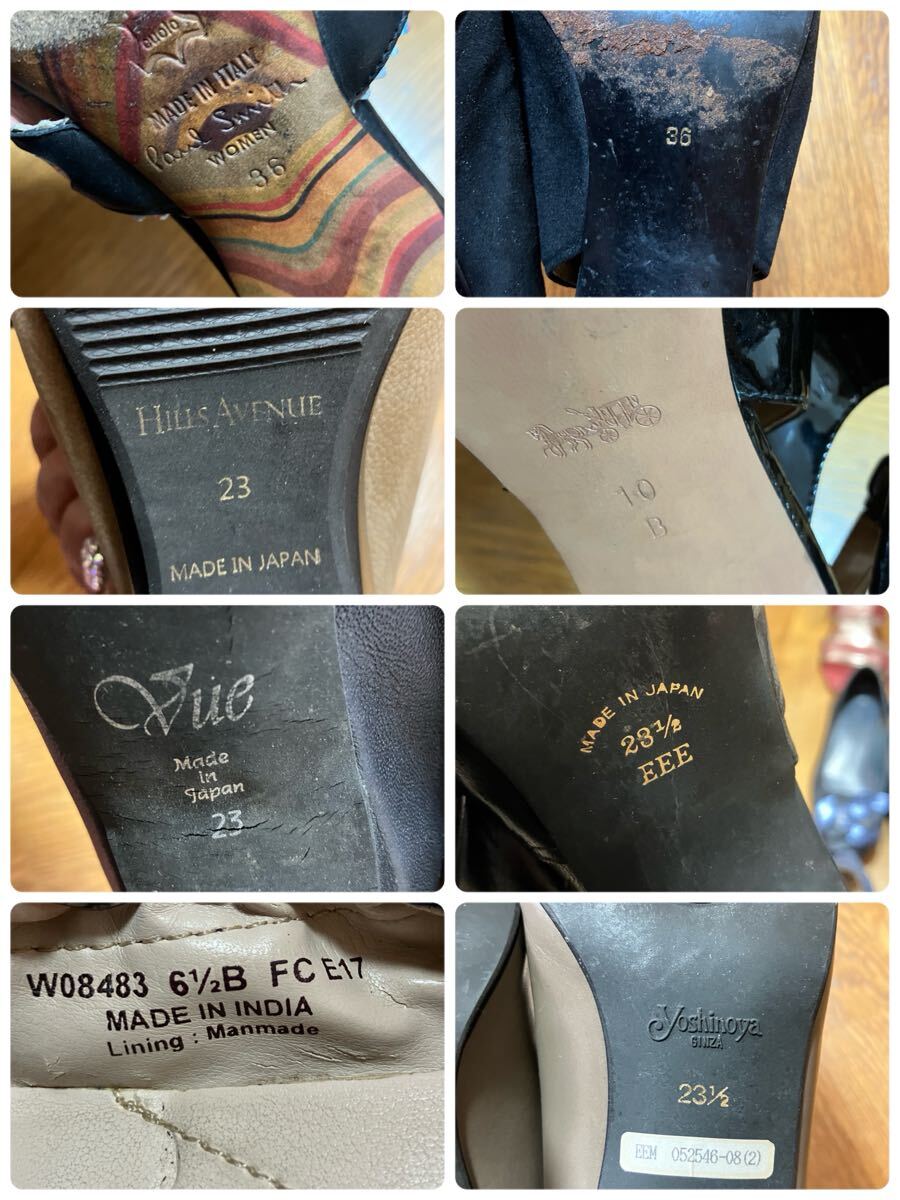 CUOIO
MADE IN ITALY
Paul Smith
WOMEN
36
36
HILLS AVENUE
23
MADE IN JAPAN
10
B
Vue
Made
in
Japan
23
MADE IN JAPAN
23½
EEE
W08483 6½B FC E17
MADE IN INDIA
Lining : Manmade
Yoshinoya
GINZA
23½
EEM 052546-08(2)